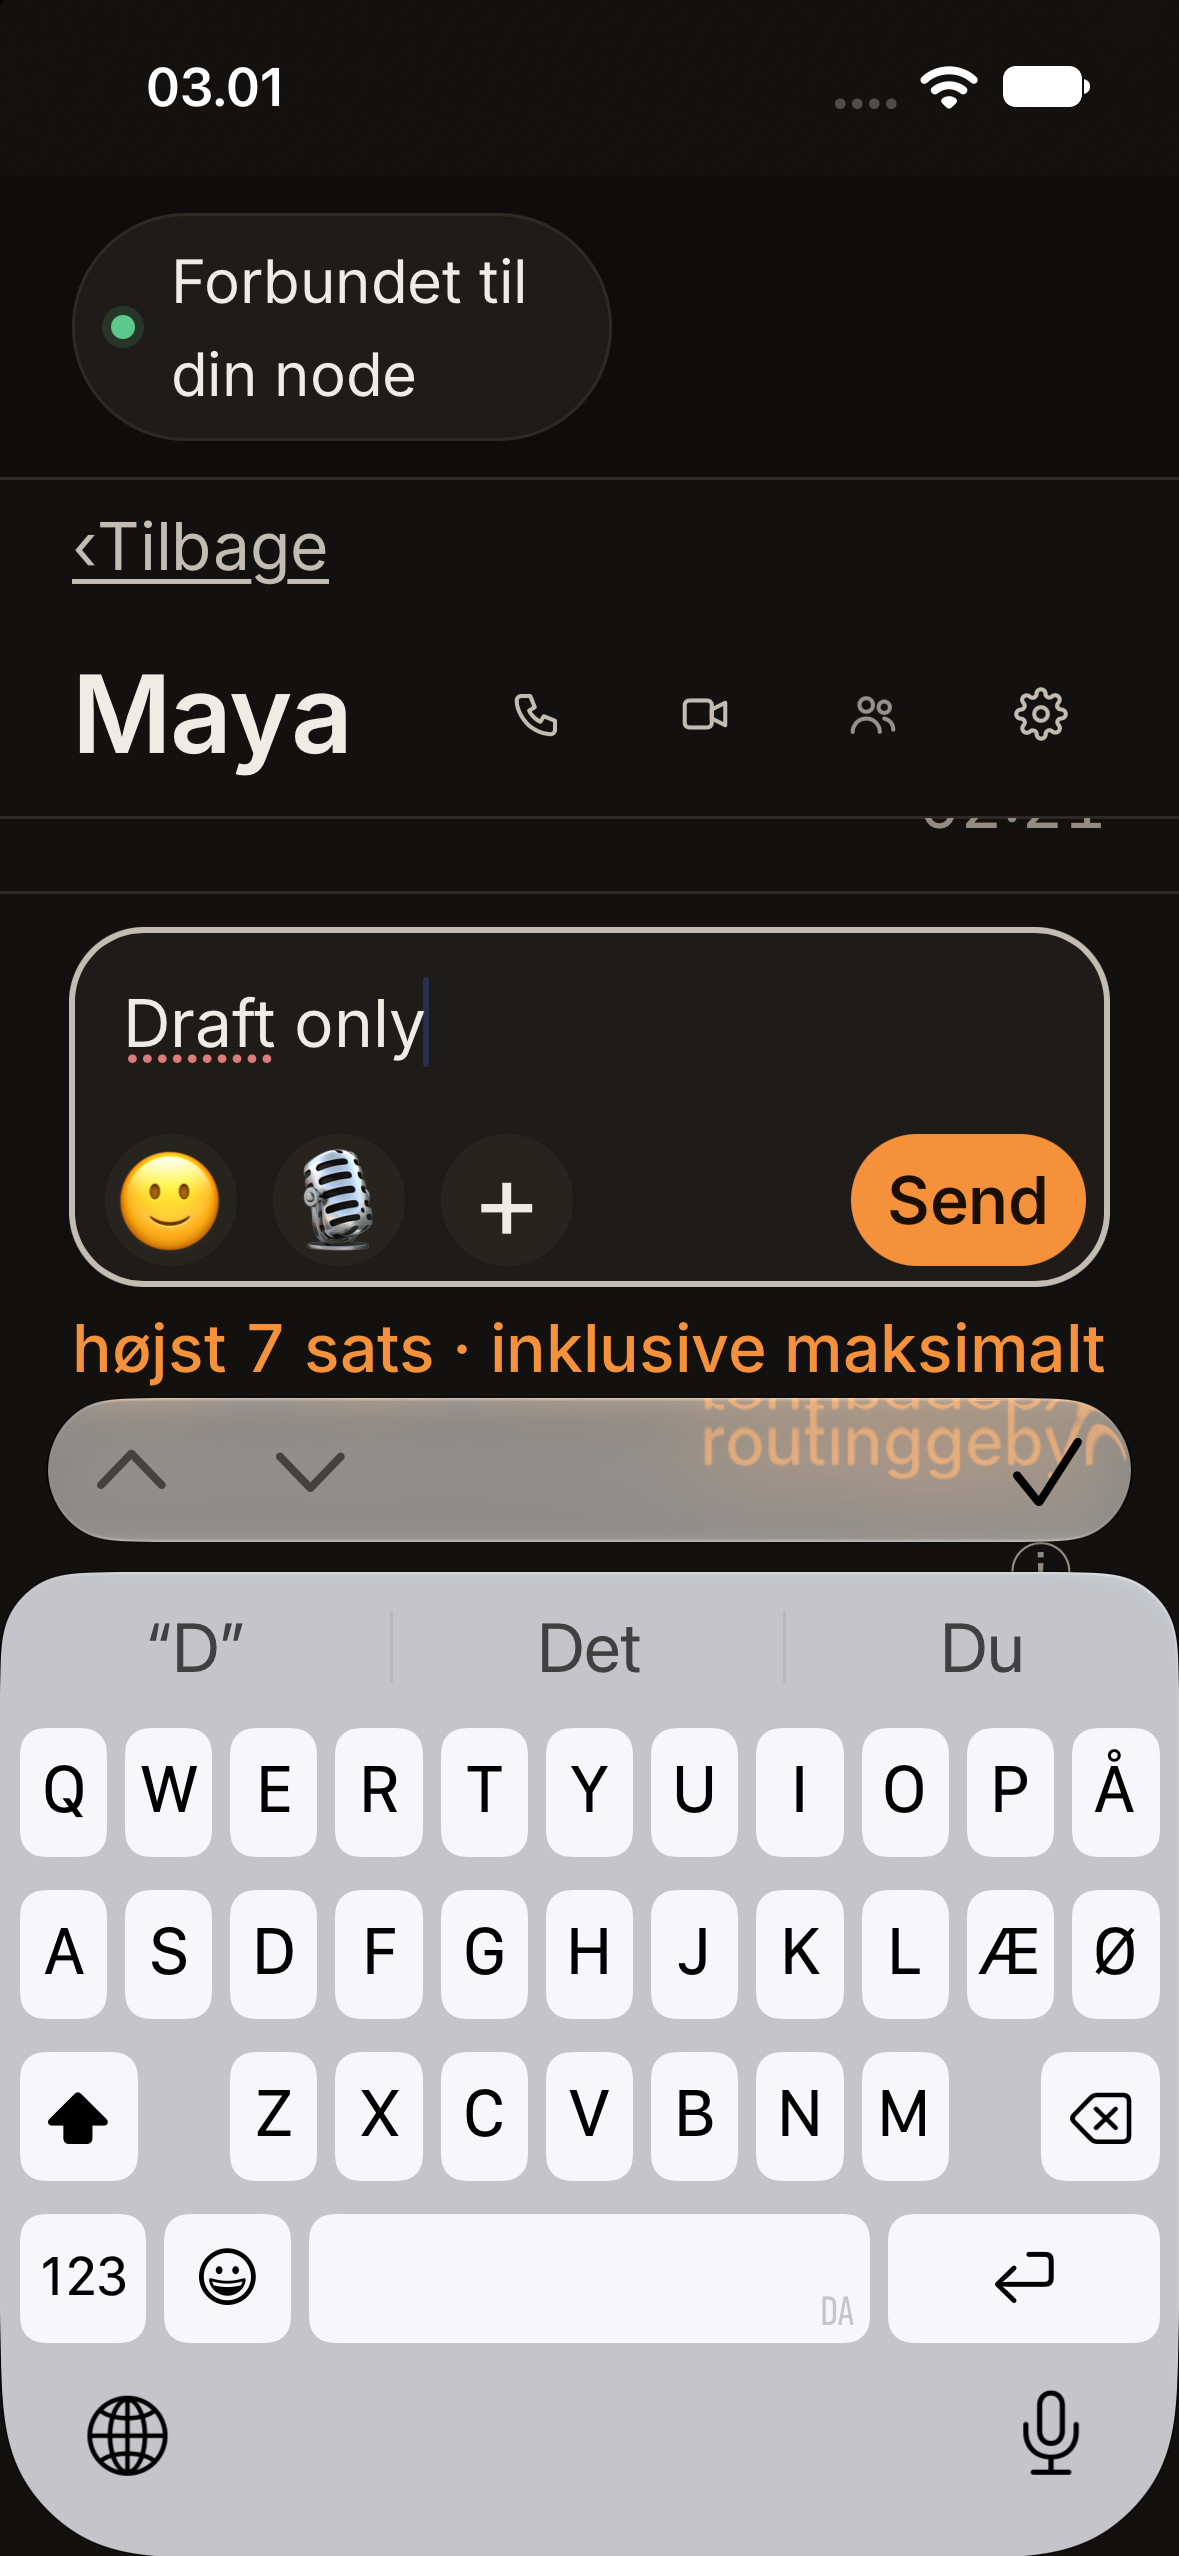 03.01
Forbundet til
din node
‹Tilbage
Maya
Draft only
+
Send
højst 7 sats · inklusive maksimalt
routinggebyr
“D” Det Du
Q W E R T Y U I O P Å
A S D F G H J K L Æ Ø
Z X C V B N M
123
DA